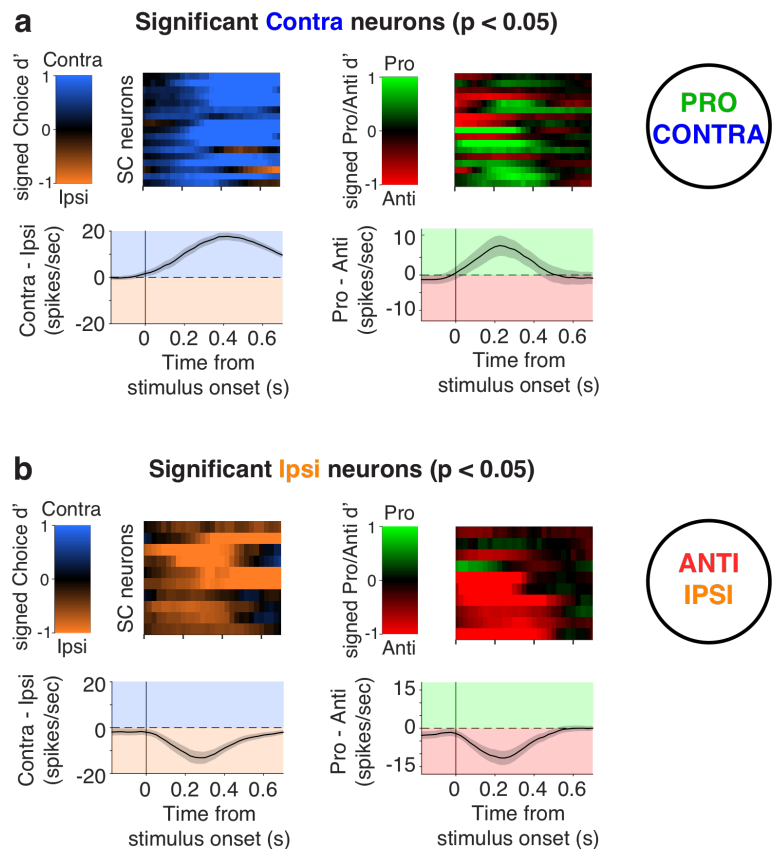 a
Significant Contra neurons (p < 0.05)
signed Choice d’
Contra
1
0
-1
Ipsi
SC neurons
signed Pro/Anti d’
Pro
1
0
-1
Anti
PRO
CONTRA
Contra - Ipsi
(spikes/sec)
20
0
-20
0 0.2 0.4 0.6
Time from
stimulus onset (s)
Pro - Anti
(spikes/sec)
10
0
-10
0 0.2 0.4 0.6
Time from
stimulus onset (s)
b
Significant Ipsi neurons (p < 0.05)
signed Choice d’
Contra
1
0
-1
Ipsi
SC neurons
signed Pro/Anti d’
Pro
1
0
-1
Anti
ANTI
IPSI
Contra - Ipsi
(spikes/sec)
20
0
-20
0 0.2 0.4 0.6
Time from
stimulus onset (s)
Pro - Anti
(spikes/sec)
15
0
-15
0 0.2 0.4 0.6
Time from
stimulus onset (s)